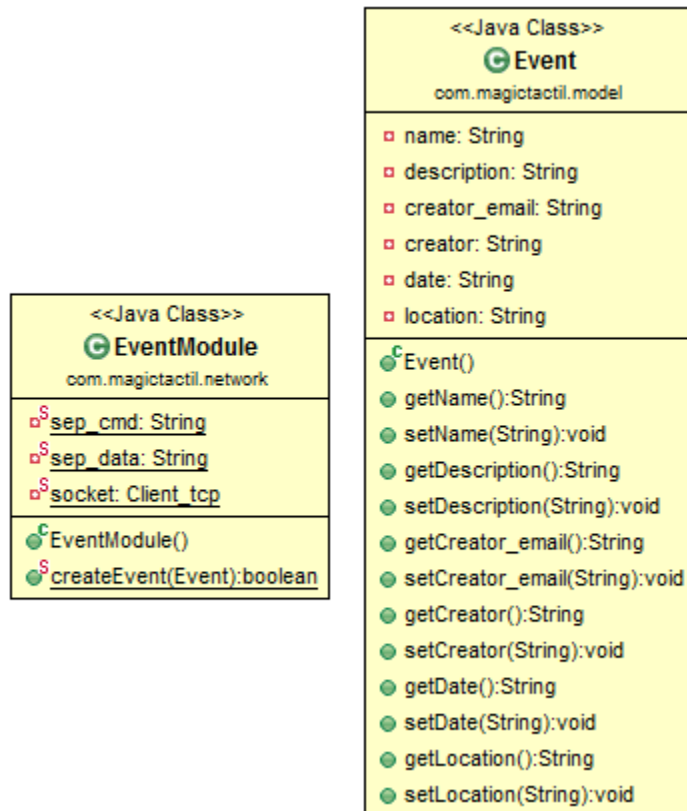 <<Java Class>>
EventModule
com.magictactil.network
sep_cmd: String
sep_data: String
socket: Client_tcp
EventModule()
createEvent(Event):boolean
<<Java Class>>
Event
com.magictactil.model
name: String
description: String
creator_email: String
creator: String
date: String
location: String
Event()
getName():String
setName(String):void
getDescription():String
setDescription(String):void
getCreator_email():String
setCreator_email(String):void
getCreator():String
setCreator(String):void
getDate():String
setDate(String):void
getLocation():String
setLocation(String):void